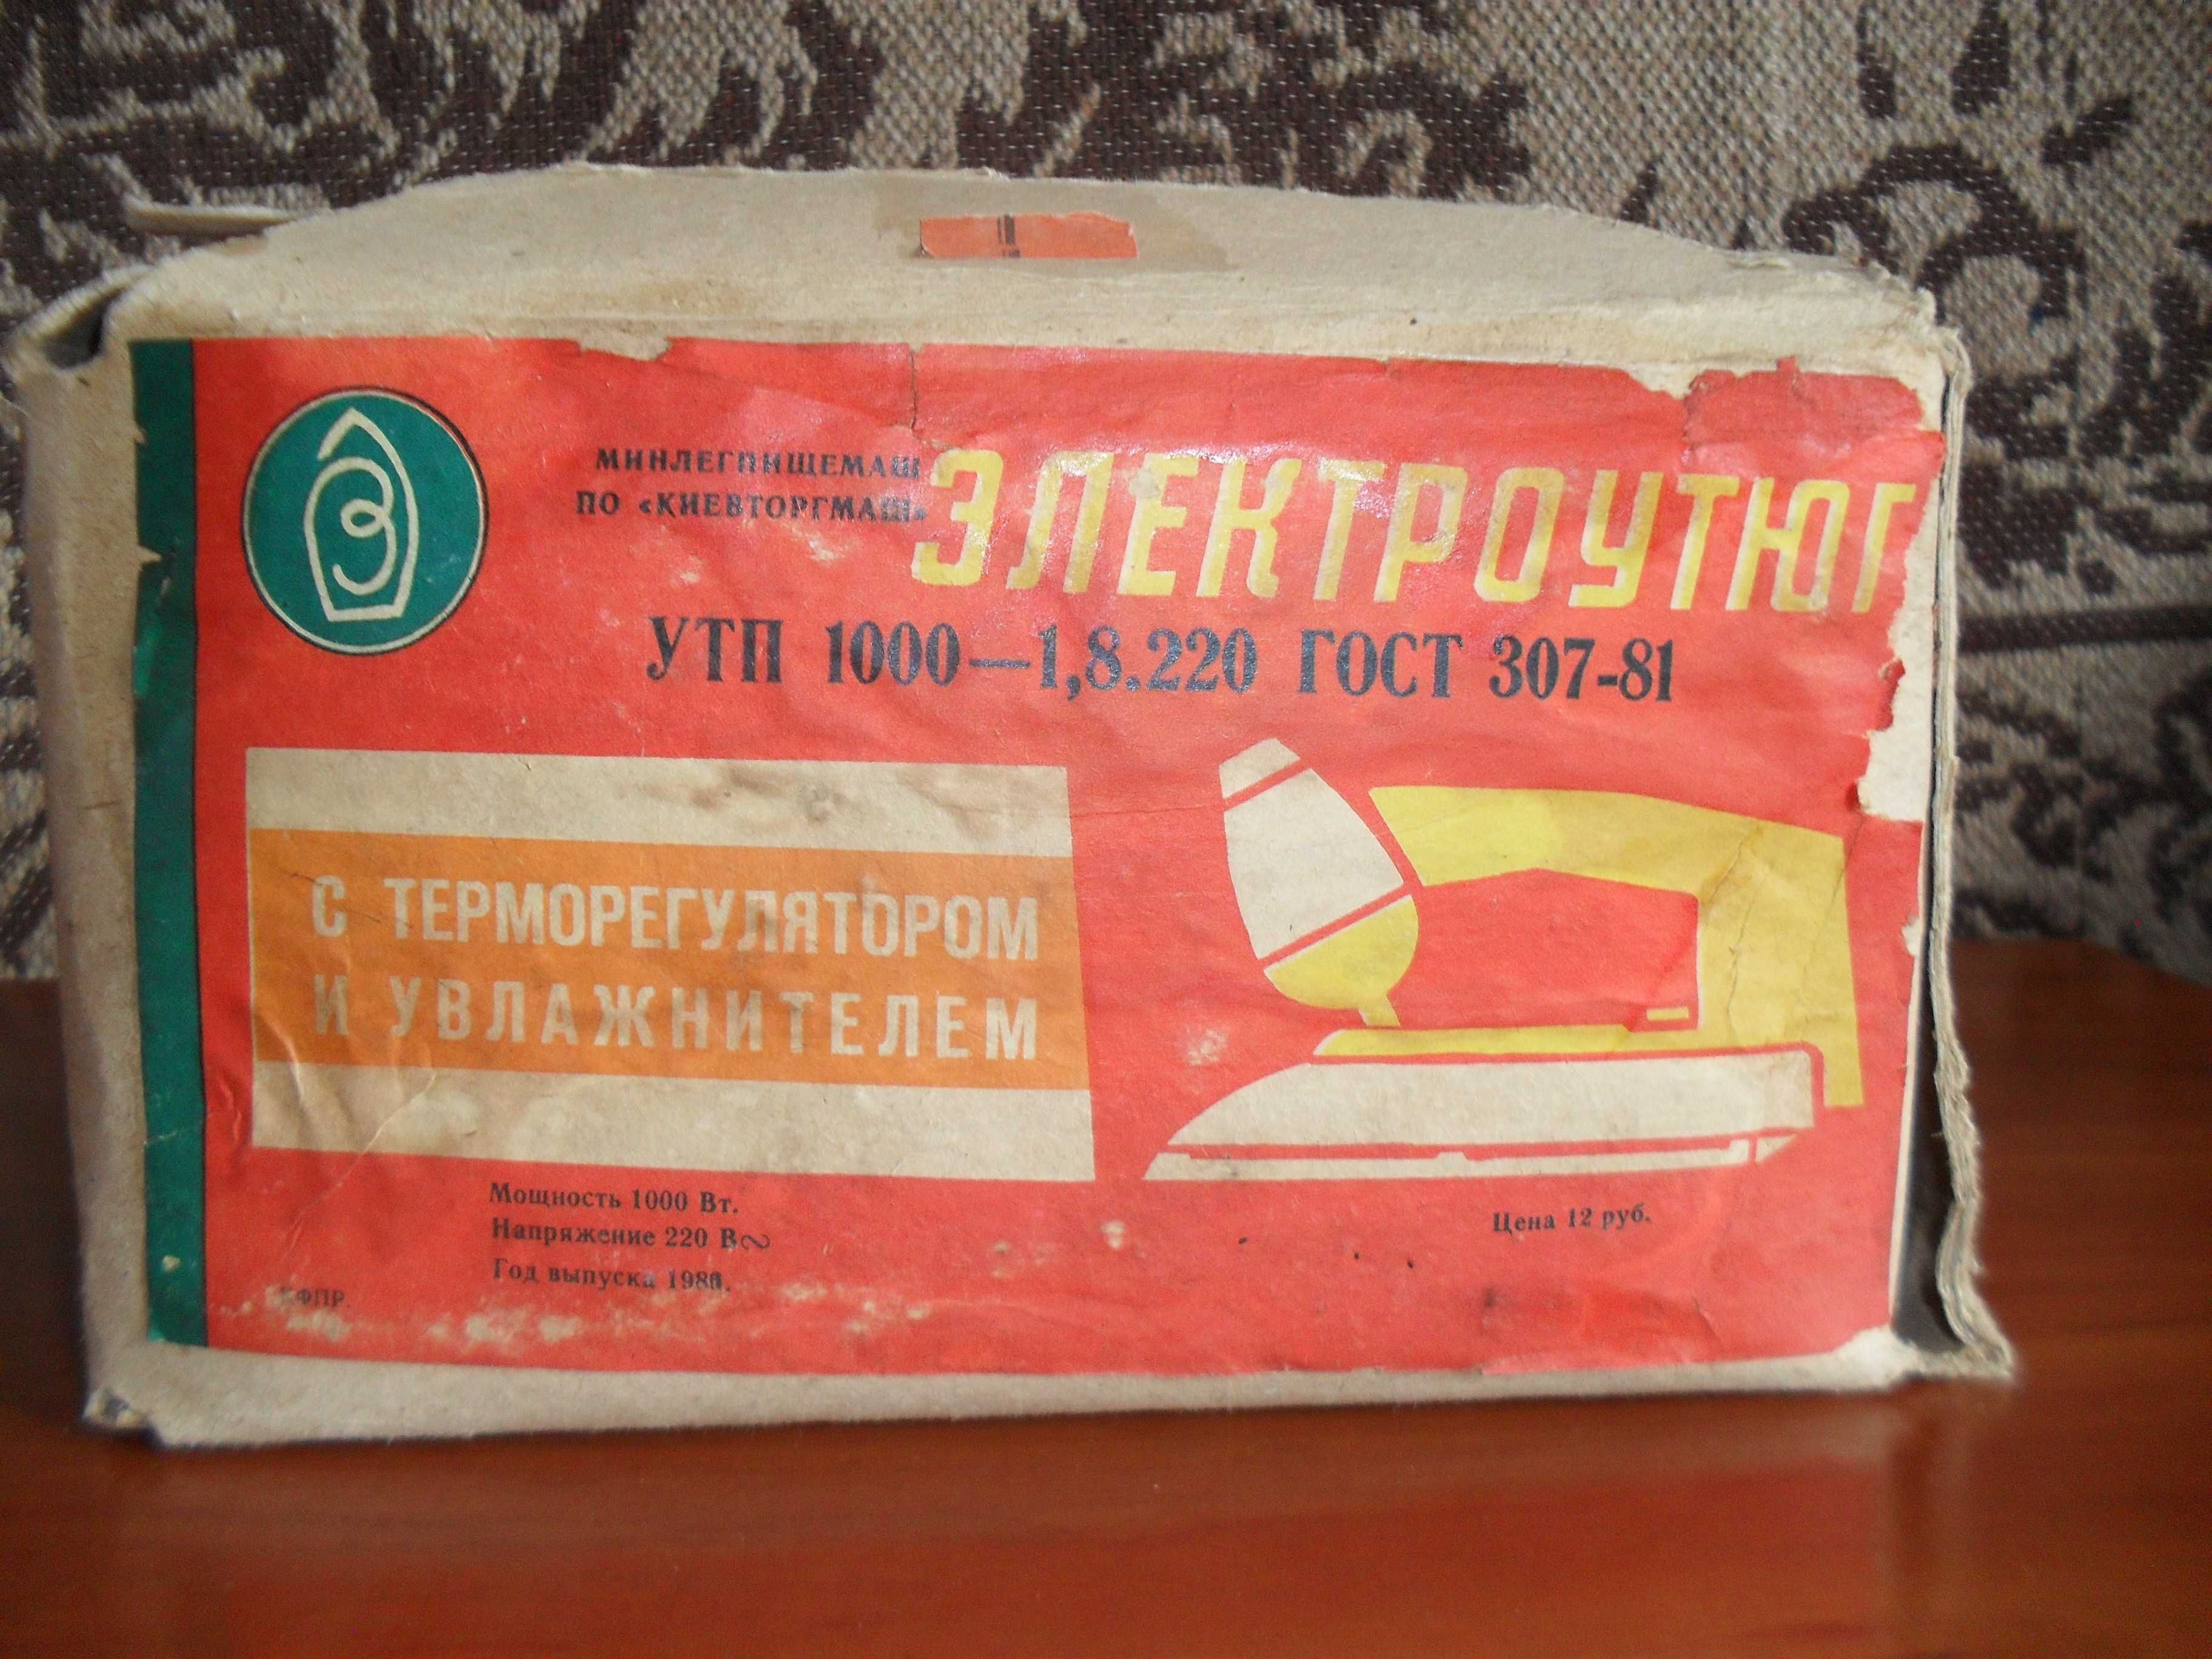 МИНЛЕГПИЩЕМАШ
ПО «КИЕВТОРГМАШ»
ЭЛЕКТРОУТЮГ
УТП 1000—1,8.220 ГОСТ 307-81
С ТЕРМОРЕГУЛЯТОРОМ
И УВЛАЖНИТЕЛЕМ
Мощность 1000 Вт.
Напряжение 220 В~
Год выпуска
Цена 12 руб.